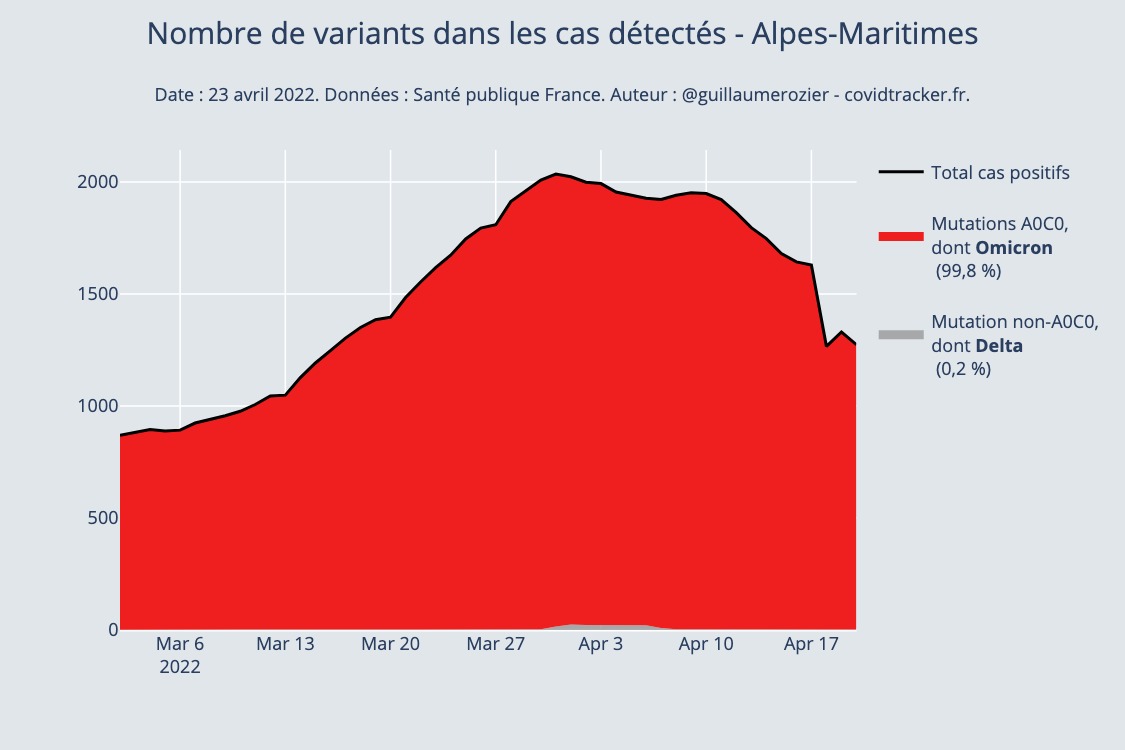 Nombre de variants dans les cas détectés - Alpes-Maritimes
Date : 23 avril 2022. Données : Santé publique France. Auteur : @guillaumerozier - covidtracker.fr.
2000
1500
1000
500
0
Mar 6
2022
Mar 13
Mar 20
Mar 27
Apr 3
Apr 10
Apr 17
Total cas positifs
Mutations A0C0,
dont Omicron
(99,8 %)
Mutation non-A0C0,
dont Delta
(0,2 %)